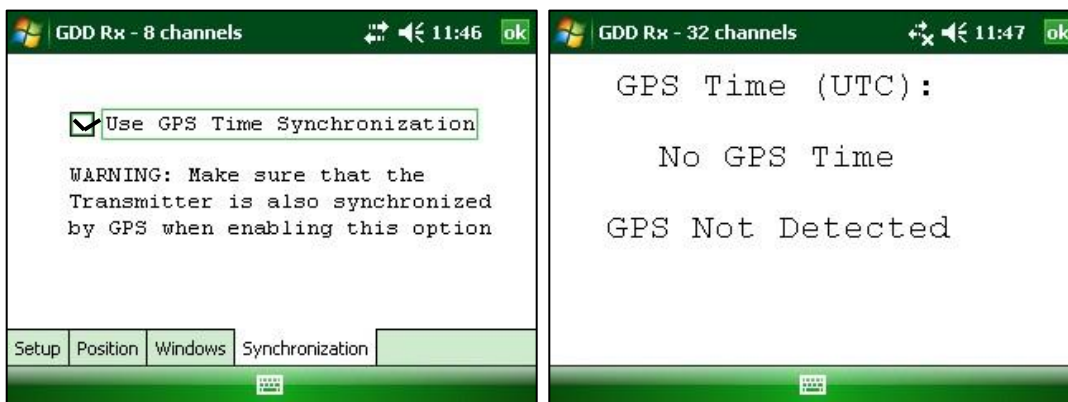 GDD Rx - 8 channels 11:46 ok
Use GPS Time Synchronization
WARNING: Make sure that the
Transmitter is also synchronized
by GPS when enabling this option
Setup Position Windows Synchronization
GDD Rx - 32 channels 11:47 ok
GPS Time (UTC):
No GPS Time
GPS Not Detected